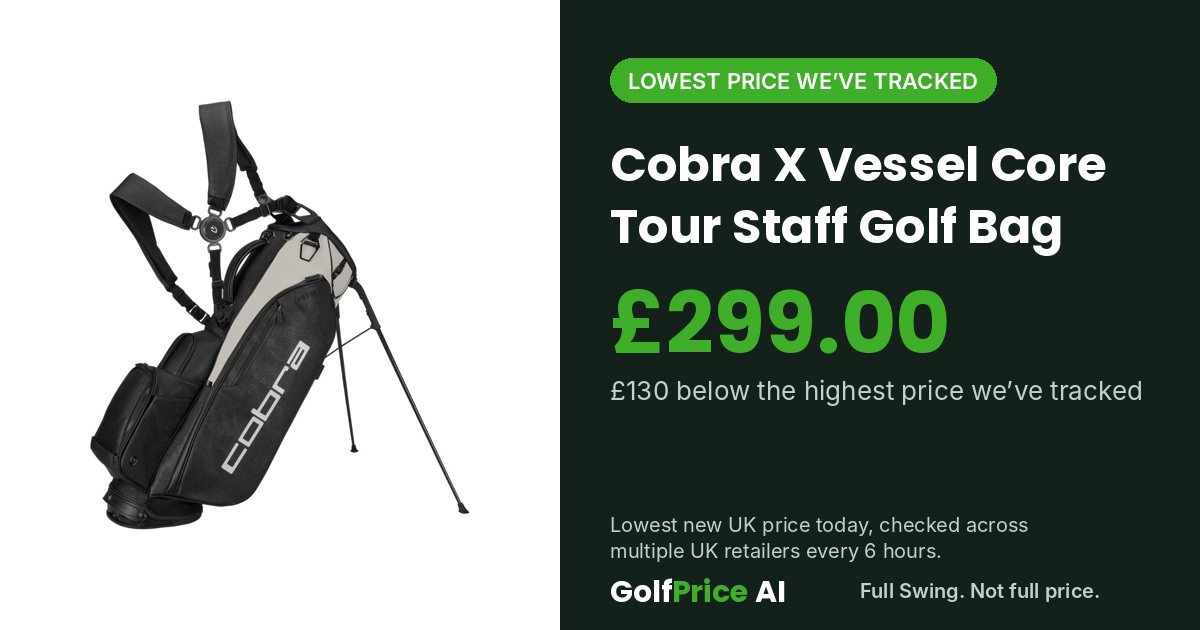 cobra
LOWEST PRICE WE’VE TRACKED
Cobra X Vessel Core
Tour Staff Golf Bag
£299.00
£130 below the highest price we’ve tracked
Lowest new UK price today, checked across
multiple UK retailers every 6 hours.
GolfPrice AI
Full Swing. Not full price.